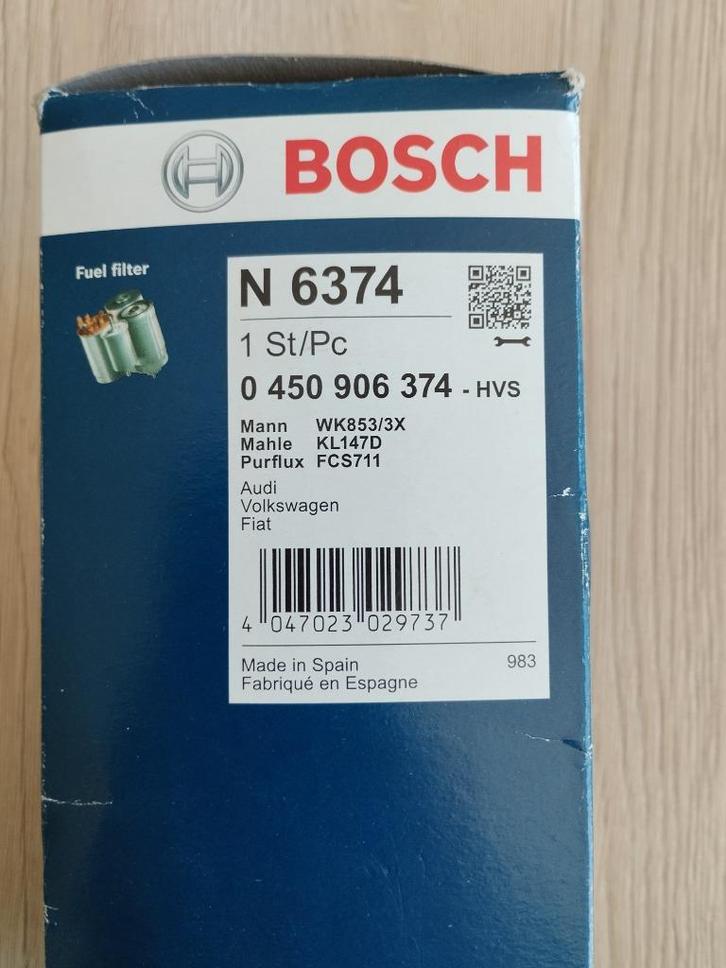 BOSCH
Fuel filter
N 6374
1 St/Pc
0 450 906 374 - HVS
Mann WK853/3X
Mahle KL147D
Purflux FCS711
Audi
Volkswagen
Fiat
4 047023 029737
Made in Spain 983
Fabriqué en Espagne